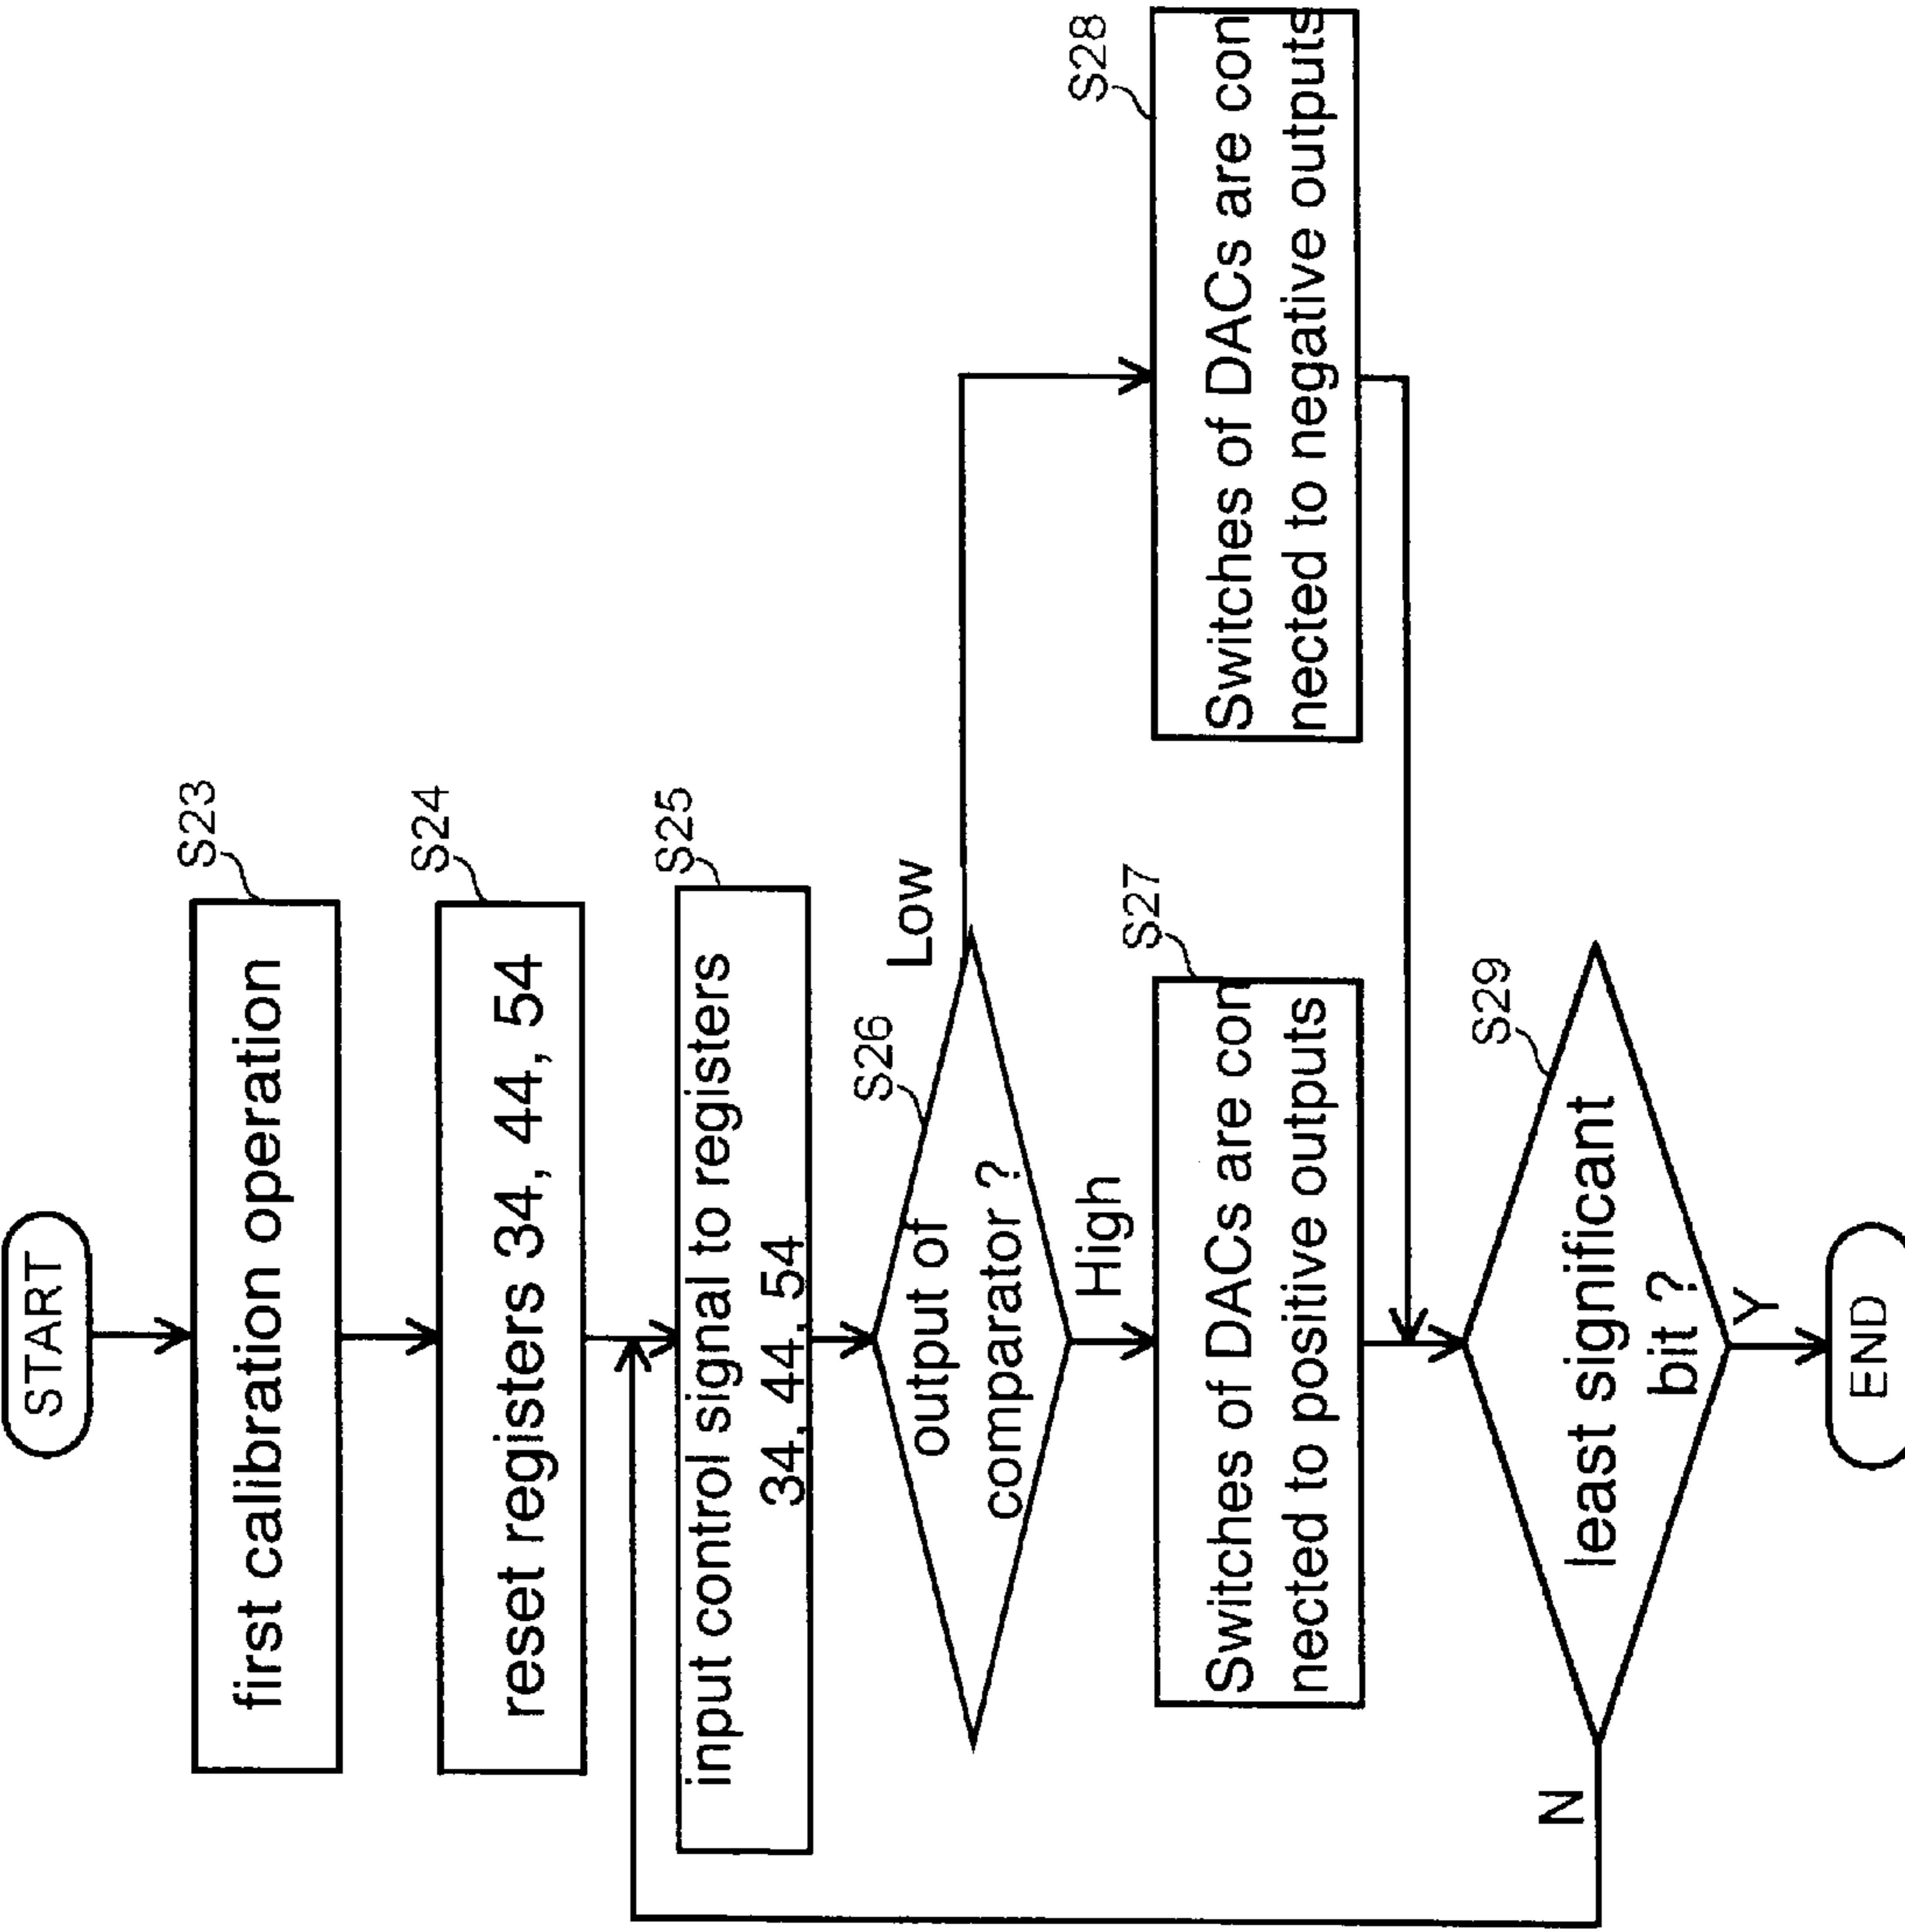 START
S23
first calibration operation
S24
reset registers 34, 44, 54
S25
input control signal to registers
34, 44, 54
S26
output of
comparator ?
Low
High
S27
Switches of DACs are con
nected to positive outputs
S28
Switches of DACs are con
nected to negative outputs
S29
least significant
bit ?
N
Y
END